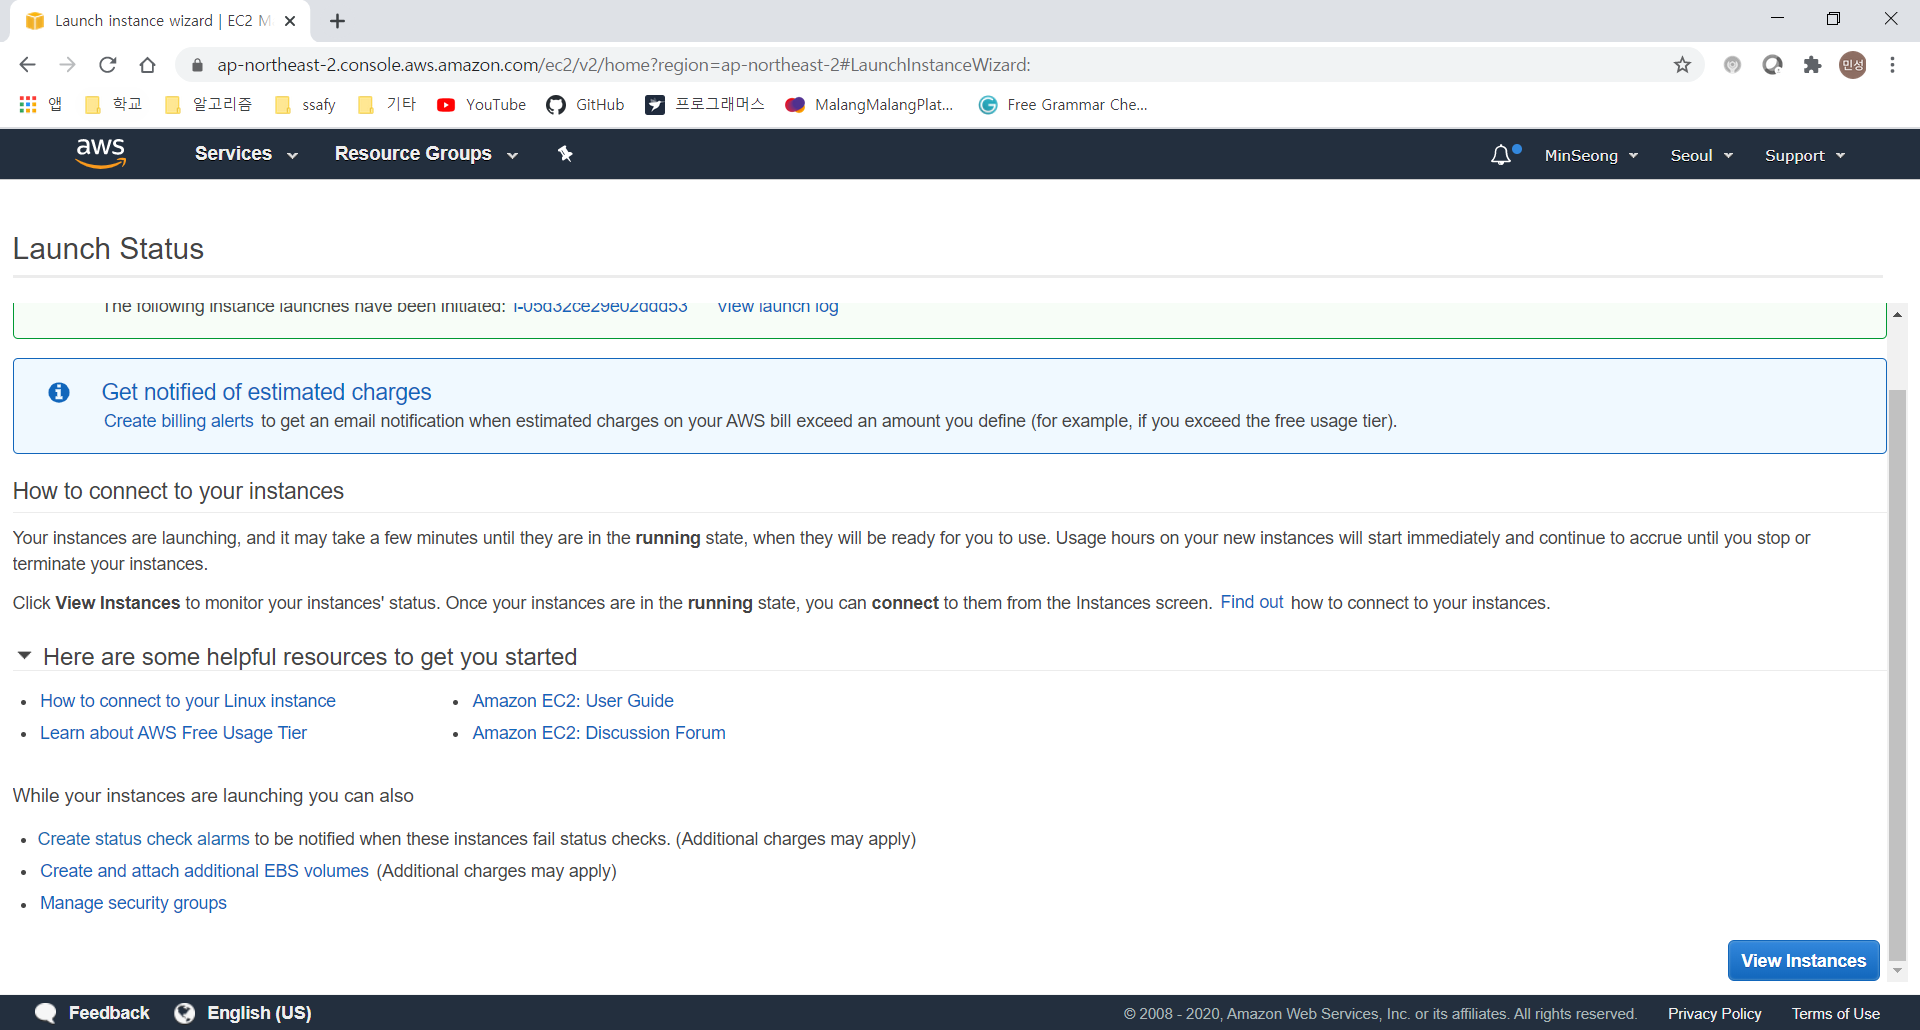 Launch instance wizard | EC2 M
ap-northeast-2.console.aws.amazon.com/ec2/v2/home?region=ap-northeast-2#LaunchInstanceWizard:
민성
앱 학교 알고리즘 ssafy 기타 YouTube GitHub 프로그래머스 MalangMalangPlat... Free Grammar Che...
aws Services Resource Groups MinSeong Seoul Support
Launch Status
The following instance launches have been initiated: i-05d32ce29e02ddd53 View launch log
Get notified of estimated charges
Create billing alerts to get an email notification when estimated charges on your AWS bill exceed an amount you define (for example, if you exceed the free usage tier).
How to connect to your instances
Your instances are launching, and it may take a few minutes until they are in the running state, when they will be ready for you to use. Usage hours on your new instances will start immediately and continue to accrue until you stop or
terminate your instances.
Click View Instances to monitor your instances' status. Once your instances are in the running state, you can connect to them from the Instances screen. Find out how to connect to your instances.
Here are some helpful resources to get you started
• How to connect to your Linux instance • Amazon EC2: User Guide
• Learn about AWS Free Usage Tier • Amazon EC2: Discussion Forum
While your instances are launching you can also
• Create status check alarms to be notified when these instances fail status checks. (Additional charges may apply)
• Create and attach additional EBS volumes (Additional charges may apply)
• Manage security groups
View Instances
Feedback English (US) © 2008 - 2020, Amazon Web Services, Inc. or its affiliates. All rights reserved. Privacy Policy Terms of Use